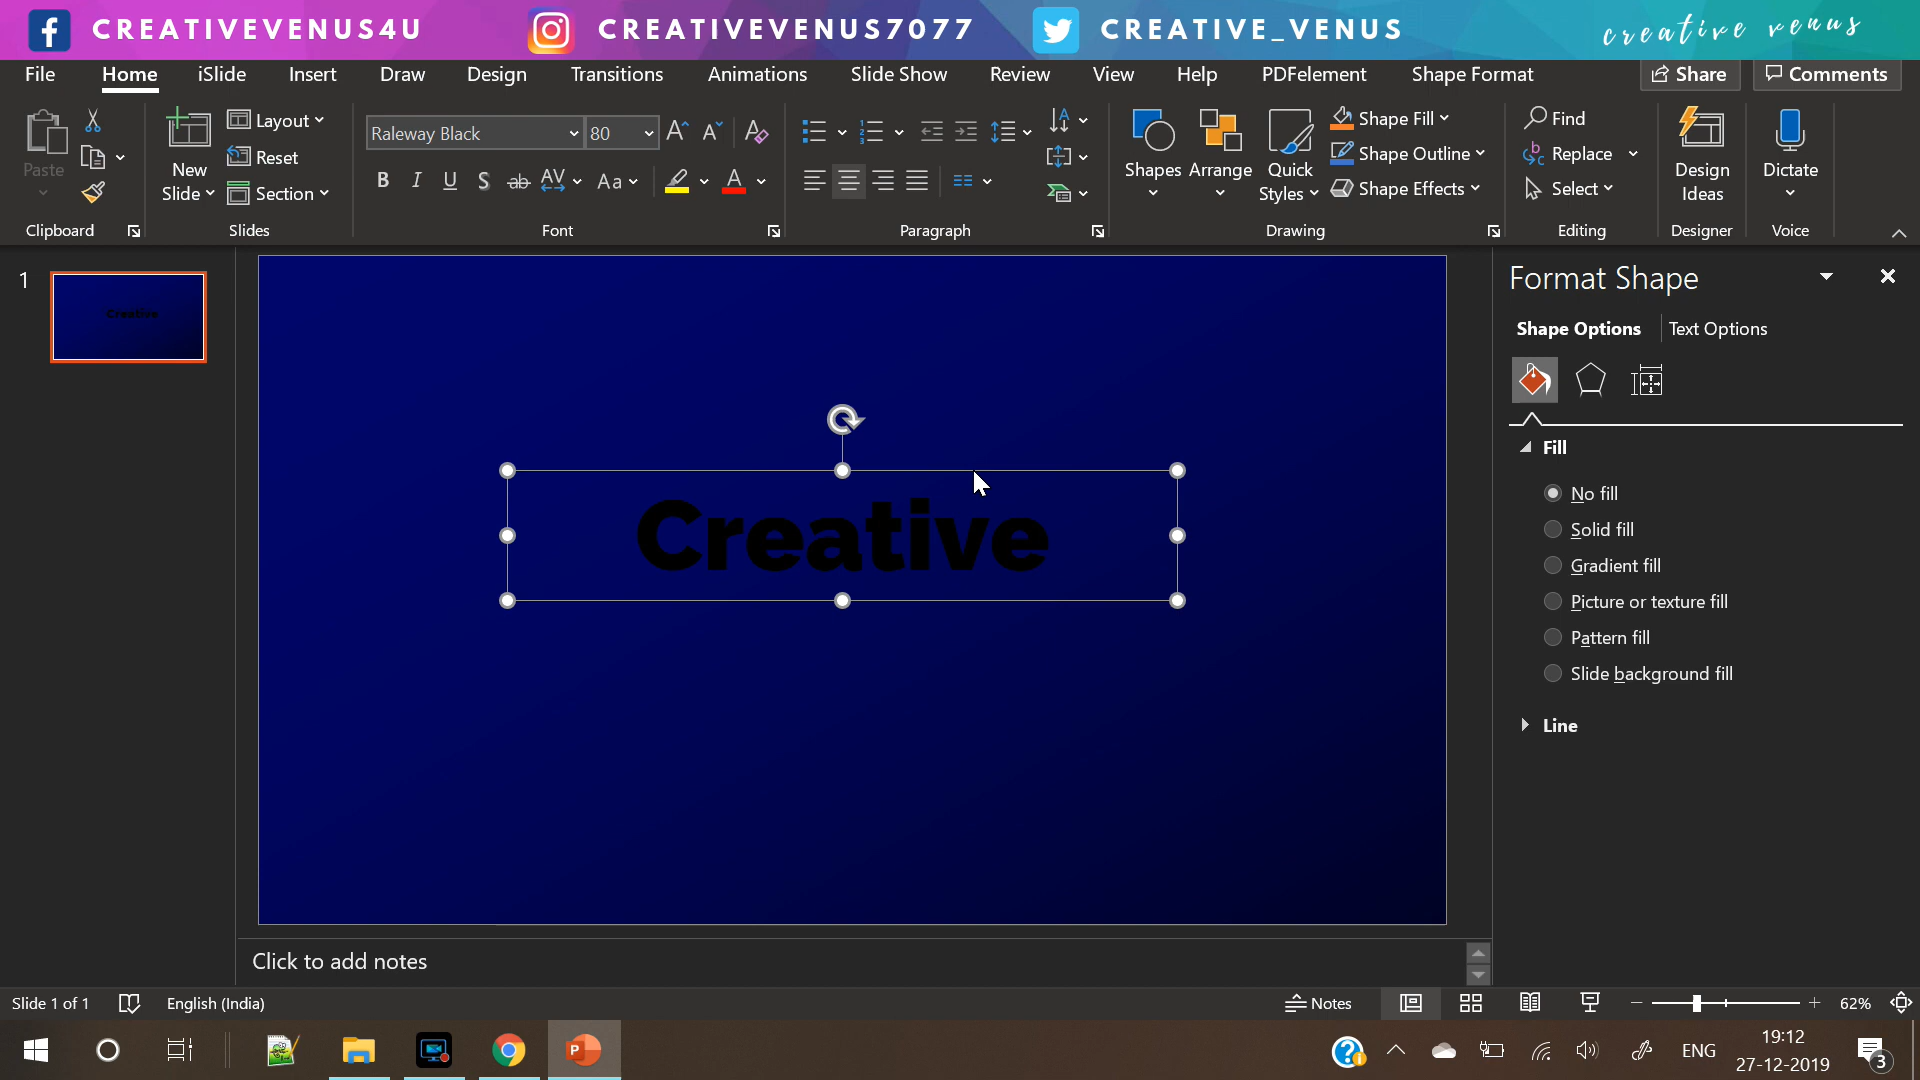 CREATIVEVENUS4U
CREATIVEVENUS7077
CREATIVE_VENUS
creative venus
File Home iSlide Insert Draw Design Transitions Animations Slide Show Review View Help PDFelement Shape Format Share Comments
Paste
Clipboard
New Slide
Layout
Reset
Section
Slides
Raleway Black 80
Font
Paragraph
Shapes Arrange Quick Styles
Shape Fill
Shape Outline
Shape Effects
Drawing
Find
Replace
Select
Editing
Design Ideas
Designer
Dictate
Voice
1
Creative
Creative
Format Shape
Shape Options Text Options
Fill
No fill
Solid fill
Gradient fill
Picture or texture fill
Pattern fill
Slide background fill
Line
Click to add notes
Slide 1 of 1 English (India) Notes 62%
ENG
19:12
27-12-2019
3